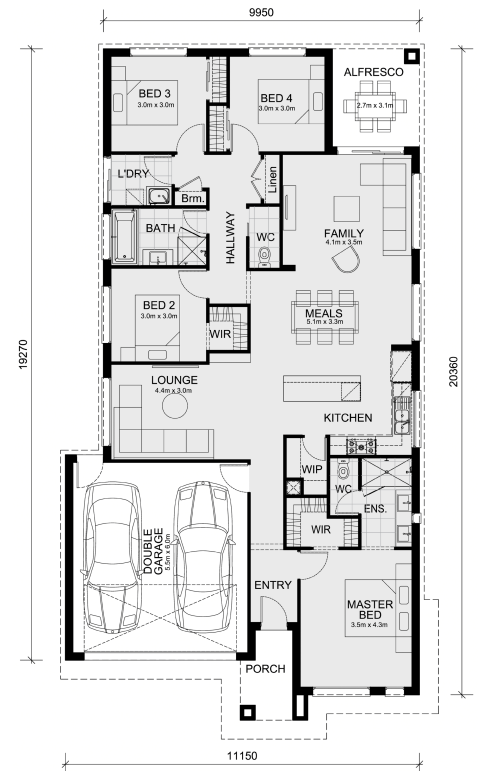 9950
19270
20360
BED 3
3.0m x 3.0m
BED 4
3.0m x 3.0m
ALFRESCO
2.7m x 3.1m
L'DRY
Brm.
Linen
BATH
HALLWAY
WC
FAMILY
4.1m x 3.5m
BED 2
3.0m x 3.0m
WIR
MEALS
5.1m x 3.3m
LOUNGE
4.4m x 3.0m
KITCHEN
WIP
WC
ENS.
WIR
DOUBLE
GARAGE
5.5m x 6.0m
ENTRY
MASTER
BED
3.5m x 4.3m
PORCH
11150